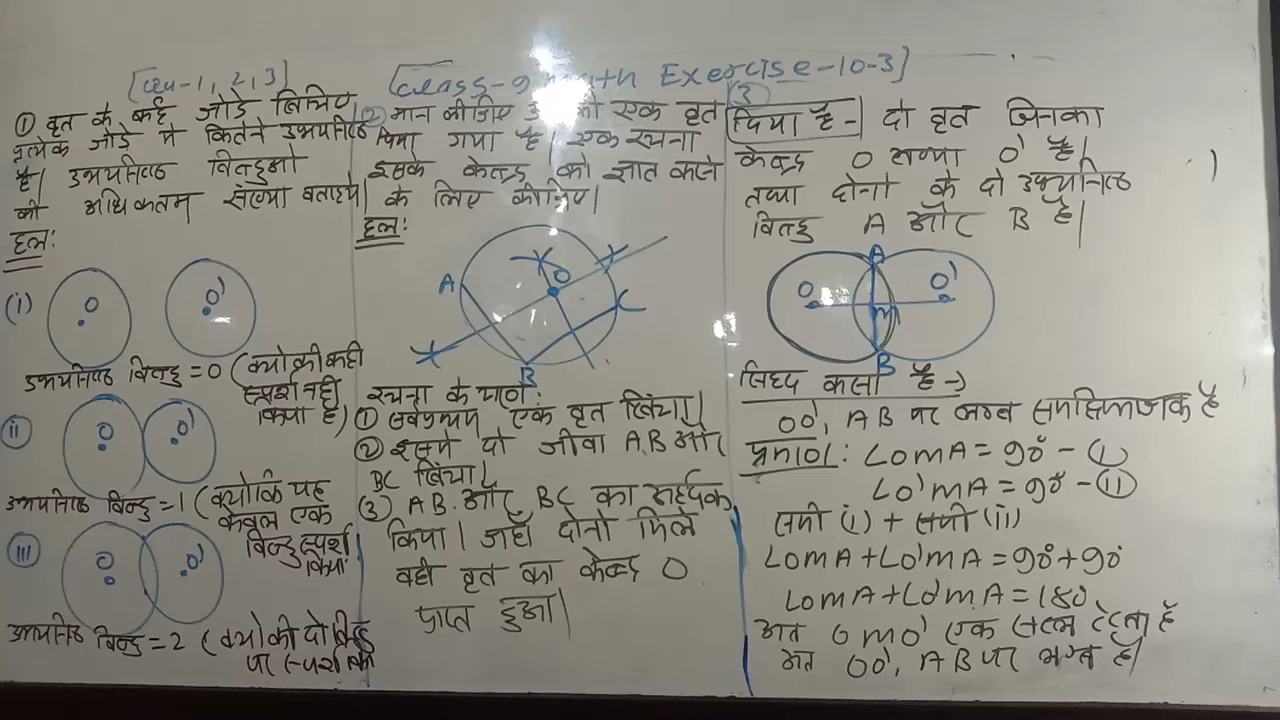 [Qu-1, 2, 3]
[Class-9 math Exercise-10-3]
① वृत के कई जोडे खिचिए
प्रत्येक जोडे मे कितने उभयनिष्ठ
है। उभयनिष्ठ बिन्दुओ
की अधिकतम संख्या बताइये
हल:
(i)
O
O'
उभयनिष्ठ बिन्दु = 0 (क्योकी कही
स्पर्श नही
किया है)
(ii)
O
O'
उभयनिष्ठ बिन्दु = 1 (क्योकि यह
केवल एक
बिन्दु स्पर्श
किया
(iii)
O
O'
उभयनिष्ठ बिन्दु = 2 (क्योकी दो बिन्दु
पर स्पर्श
② मान लीजिए को एक वृत
दिया गया है। एक रचना
इसके केन्द्र को ज्ञात करने
के लिए कीजिए।
हल:
A
O
C
B
रचना के पग:
① सर्वप्रथम एक वृत खिंचा।
② इसमे दो जीवा AB और
BC खिंचा।
③ AB. और BC का
किया। जहाँ दोनो मिले
वही वृत का केन्द्र O
प्राप्त हुआ।
③
दिया है- दो वृत जिनका
केन्द्र O तथा O' है।
तथा दोनो के दो उभयनिष्ठ
बिन्दु A और B है।
A
O
O'
M
B
सिध्द करना है→
OO', AB पर लम्ब समद्विभाजक है
प्रमाण: ∠OMA = 90° - (i)
∠O'MA = 90° - (ii)
समी (i) + समी (ii)
∠OMA + ∠O'MA = 90° + 90°
∠OMA + ∠O'MA = 180
अत OMO' एक सरल रेखा है
अत OO', AB पर लम्ब है।